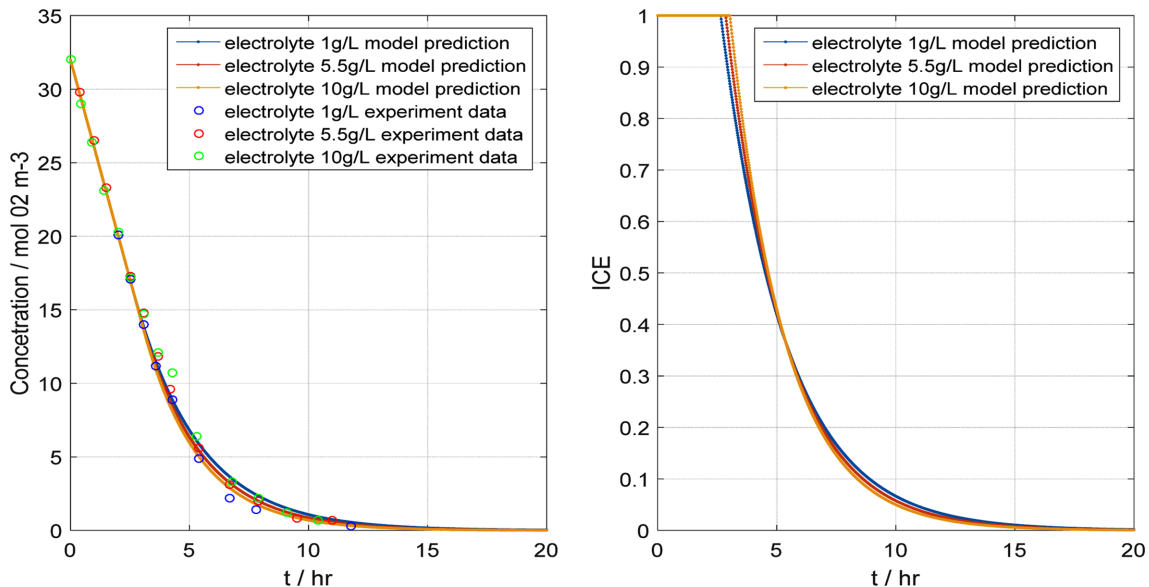 35
30
25
20
15
10
5
0
Concetration / mol 02 m-3
electrolyte 1g/L model prediction
electrolyte 5.5g/L model prediction
electrolyte 10g/L model prediction
electrolyte 1g/L experiment data
electrolyte 5.5g/L experiment data
electrolyte 10g/L experiment data
0 5 10 15 20
t / hr
1
0.9
0.8
0.7
0.6
0.5
0.4
0.3
0.2
0.1
0
ICE
electrolyte 1g/L model prediction
electrolyte 5.5g/L model prediction
electrolyte 10g/L model prediction
0 5 10 15 20
t / hr